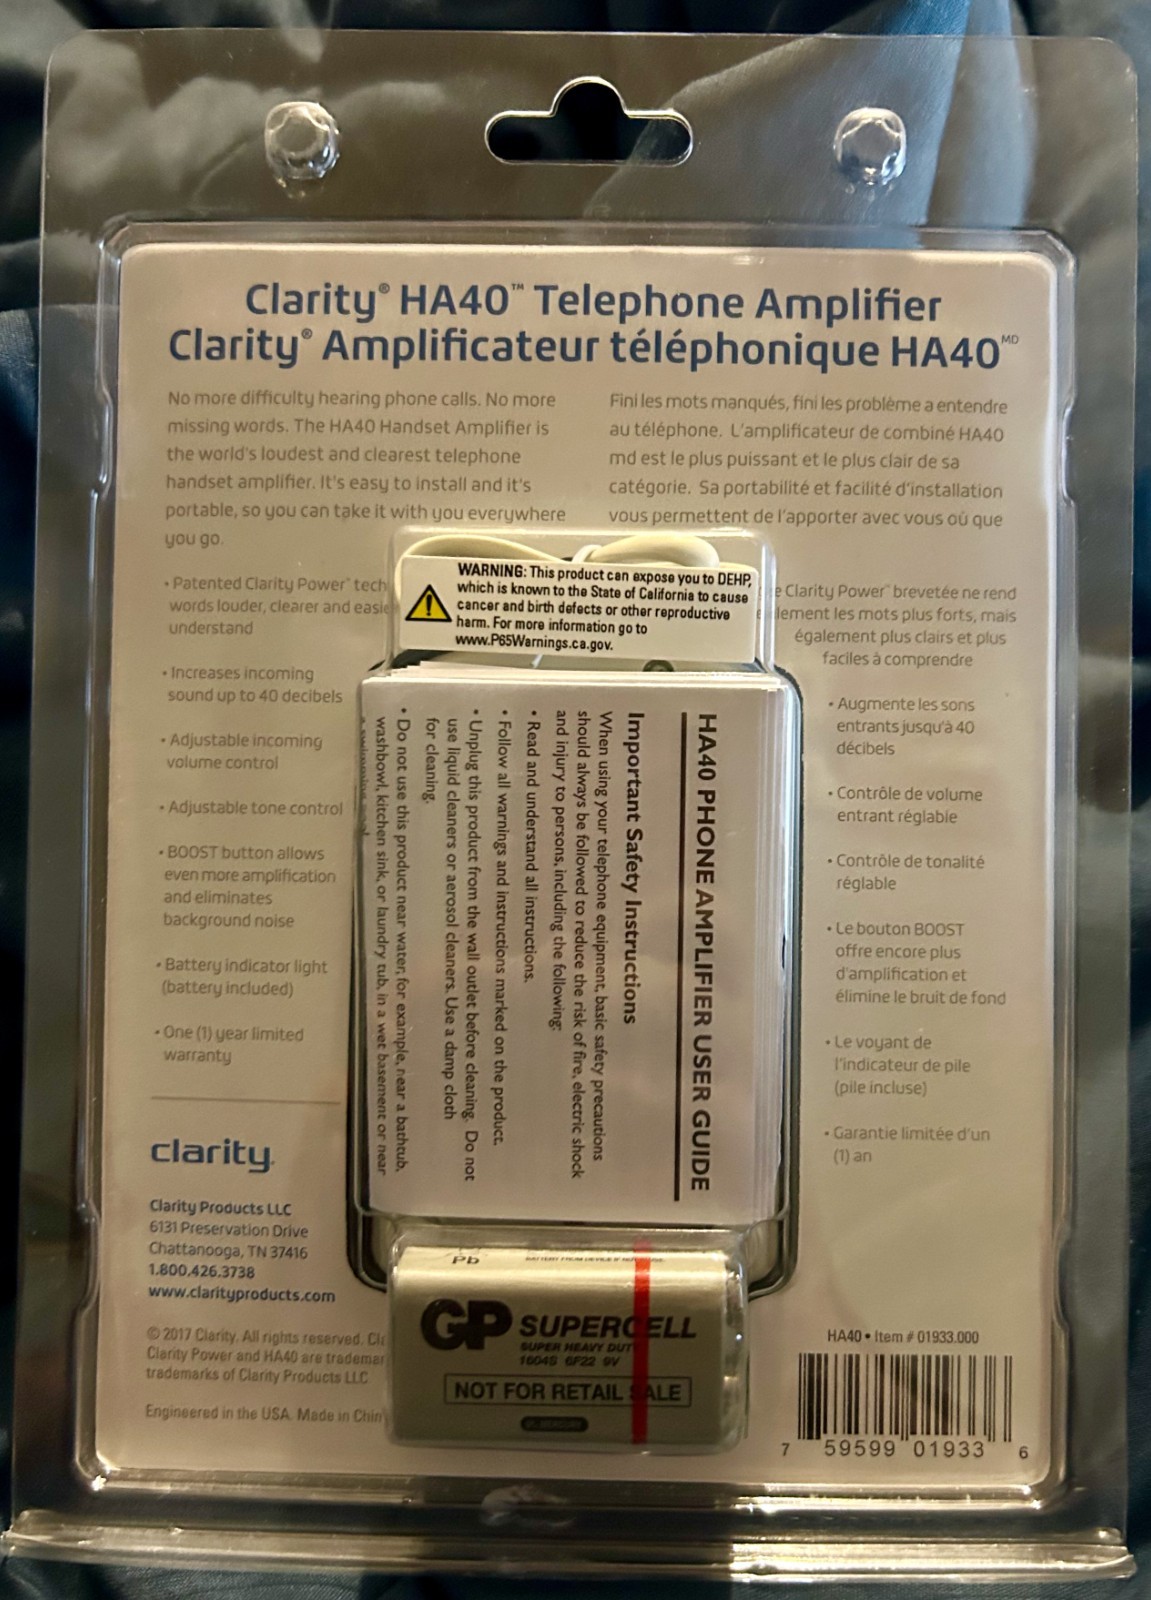 Clarity® HA40™ Telephone Amplifier
Clarity® Amplificateur téléphonique HA40MD
No more difficulty hearing phone calls. No more
missing words. The HA40 Handset Amplifier is
the world's loudest and clearest telephone
handset amplifier. It's easy to install and it's
portable, so you can take it with you everywhere
you go.
• Patented Clarity Power™ tech
words louder, clearer and easie
understand
• Increases incoming
sound up to 40 decibels
• Adjustable incoming
volume control
• Adjustable tone control
• BOOST button allows
even more amplification
and eliminates
background noise
• Battery indicator light
(battery included)
• One (1) year limited
warranty
clarity
Clarity Products LLC
6131 Preservation Drive
Chattanooga, TN 37416
1.800.426.3738
www.clarityproducts.com
© 2017 Clarity. All rights reserved. Cl
Clarity Power and HA40 are trademar
trademarks of Clarity Products LLC
Engineered in the USA. Made in Chin
Fini les mots manqués, fini les problème a entendre
au téléphone. L'amplificateur de combiné HA40
md est le plus puissant et le plus clair de sa
catégorie. Sa portabilité et facilité d'installation
vous permettent de l'apporter avec vous où que
e Clarity Power™ brevetée ne rend
lement les mots plus forts, mais
également plus clairs et plus
faciles à comprendre
• Augmente les sons
entrants jusqu'à 40
décibels
• Contrôle de volume
entrant réglable
• Contrôle de tonalité
réglable
• Le bouton BOOST
offre encore plus
d'amplification et
élimine le bruit de fond
• Le voyant de
l'indicateur de pile
(pile incluse)
• Garantie limitée d'un
(1) an
HA40 • Item # 01933.000
7 59599 01933 6
WARNING: This product can expose you to DEHP,
which is known to the State of California to cause
cancer and birth defects or other reproductive
harm. For more information go to
www.P65Warnings.ca.gov.
HA40 PHONE AMPLIFIER USER GUIDE
Important Safety Instructions
When using your telephone equipment, basic safety precautions
should always be followed to reduce the risk of fire, electric shock
and injury to persons, including the following:
• Read and understand all instructions.
• Follow all warnings and instructions marked on the product.
• Unplug this product from the wall outlet before cleaning. Do not
use liquid cleaners or aerosol cleaners. Use a damp cloth
for cleaning.
• Do not use this product near water, for example, near a bathtub,
washbowl, kitchen sink, or laundry tub, in a wet basement or near
Pb
GP SUPERCELL
SUPER HEAVY DUTY
1604S 6F22 9V
NOT FOR RETAIL SALE